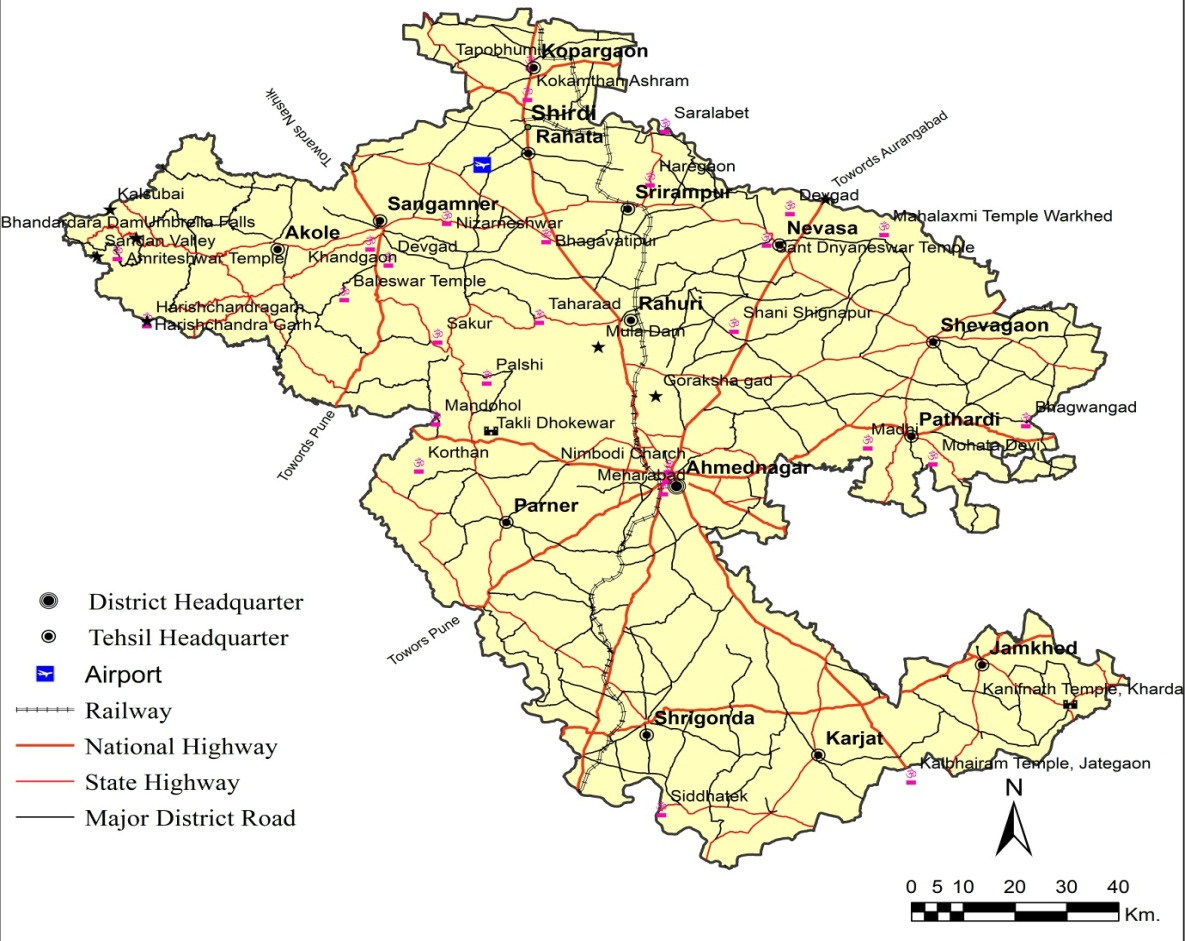 Tapobhumi
Kopargaon
Kokamthan Ashram
Shirdi
Saralabet
Rahata
Towards Nashik
Towords Aurangabad
Haregaon
Kalsubai
Srirampur
Devgad
Sangamner
Bhandardara Dam
Umbrella Falls
Nizarneshwar
Mahalaxmi Temple Warkhed
Akole
Nevasa
Sandan Valley
Devgad
Bhagavatipur
Sant Dnyaneswar Temple
Amriteshwar Temple
Khandgaon
Baleswar Temple
Harishchandragarh
Taharaad
Rahuri
Shani Shignapur
Harishchandra Garh
Sakur
Mula Dam
Shevagaon
Palshi
Goraksha gad
Mandohol
Bhagwangad
Takli Dhokewar
Pathardi
Madhi
Towords Pune
Korthan
Nimbodi Charch
Mohata Devi
Meharabad
Ahmednagar
Parner
District Headquarter
Towors Pune
Tehsil Headquarter
Jamkhed
Airport
Kanifnath Temple, Kharda
Railway
Shrigonda
National Highway
Karjat
Kalbhairam Temple, Jategaon
State Highway
Siddhatek
N
Major District Road
0 5 10 20 30 40
Km.